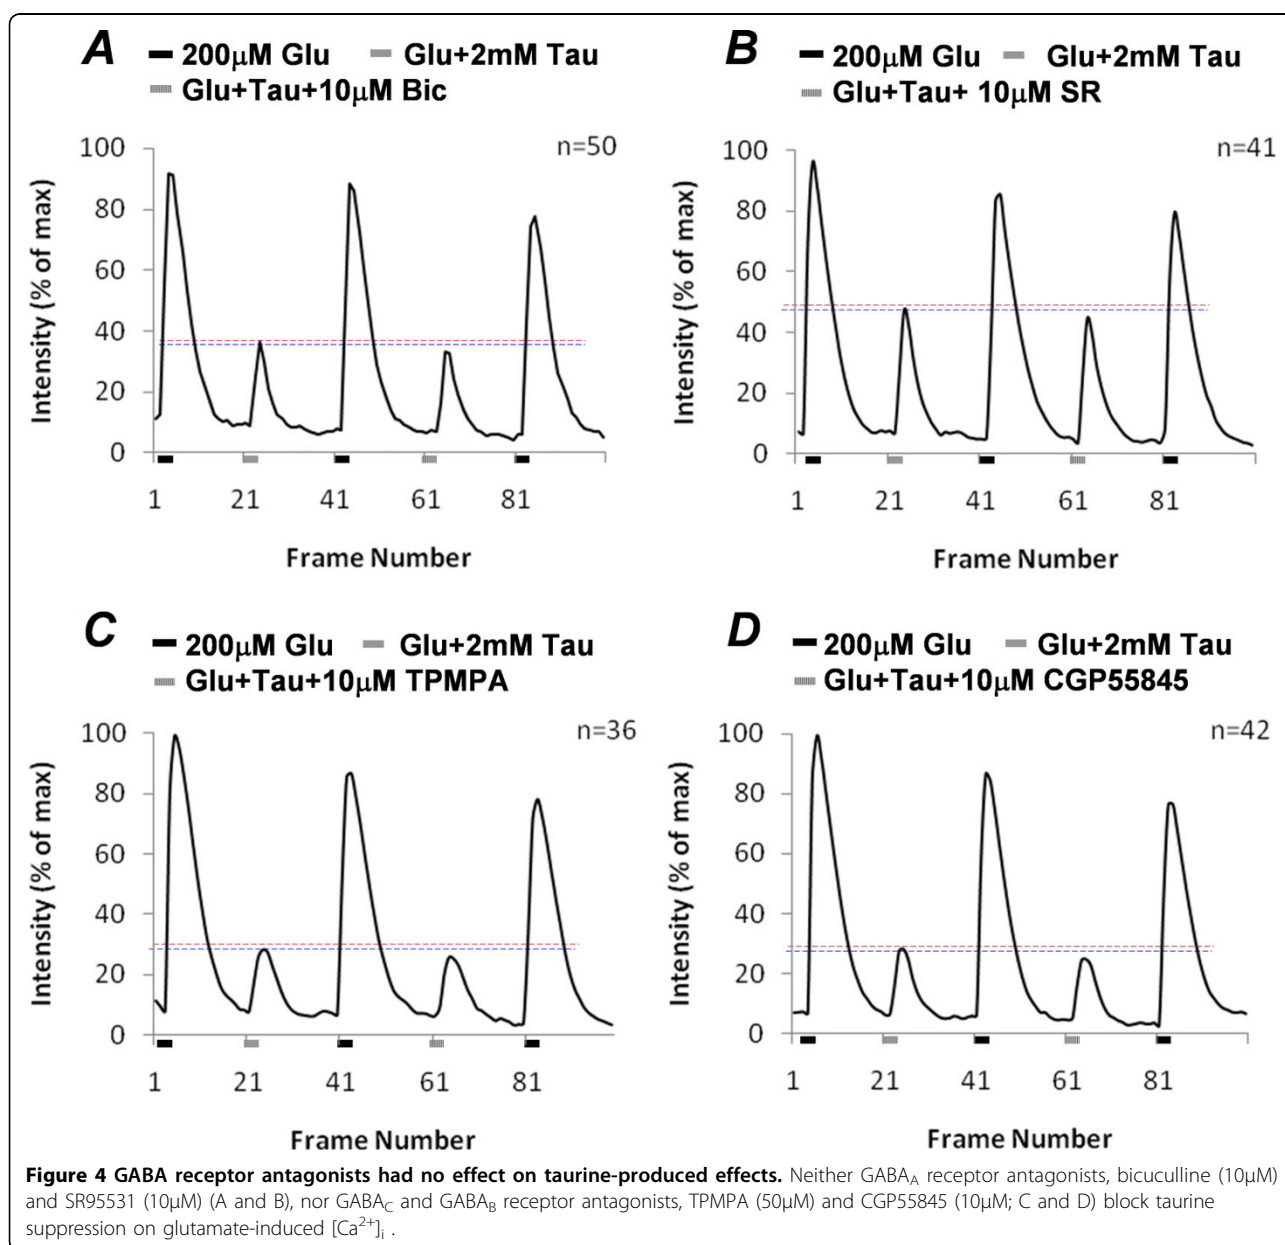 A
200μM Glu Glu+2mM Tau
Glu+Tau+10μM Bic
n=50
Intensity (% of max)
100
80
60
40
20
0
1 21 41 61 81
Frame Number
B
200μM Glu Glu+2mM Tau
Glu+Tau+ 10μM SR
n=41
Intensity (% of max)
100
80
60
40
20
0
1 21 41 61 81
Frame Number
C
200μM Glu Glu+2mM Tau
Glu+Tau+10μM TPMPA
n=36
Intensity (% of max)
100
80
60
40
20
0
1 21 41 61 81
Frame Number
D
200μM Glu Glu+2mM Tau
Glu+Tau+10μM CGP55845
n=42
Intensity (% of max)
100
80
60
40
20
0
1 21 41 61 81
Frame Number
Figure 4 GABA receptor antagonists had no effect on taurine-produced effects. Neither GABAA receptor antagonists, bicuculline (10μM)
and SR95531 (10μM) (A and B), nor GABAC and GABAB receptor antagonists, TPMPA (50μM) and CGP55845 (10μM; C and D) block taurine
suppression on glutamate-induced [Ca2+]i .